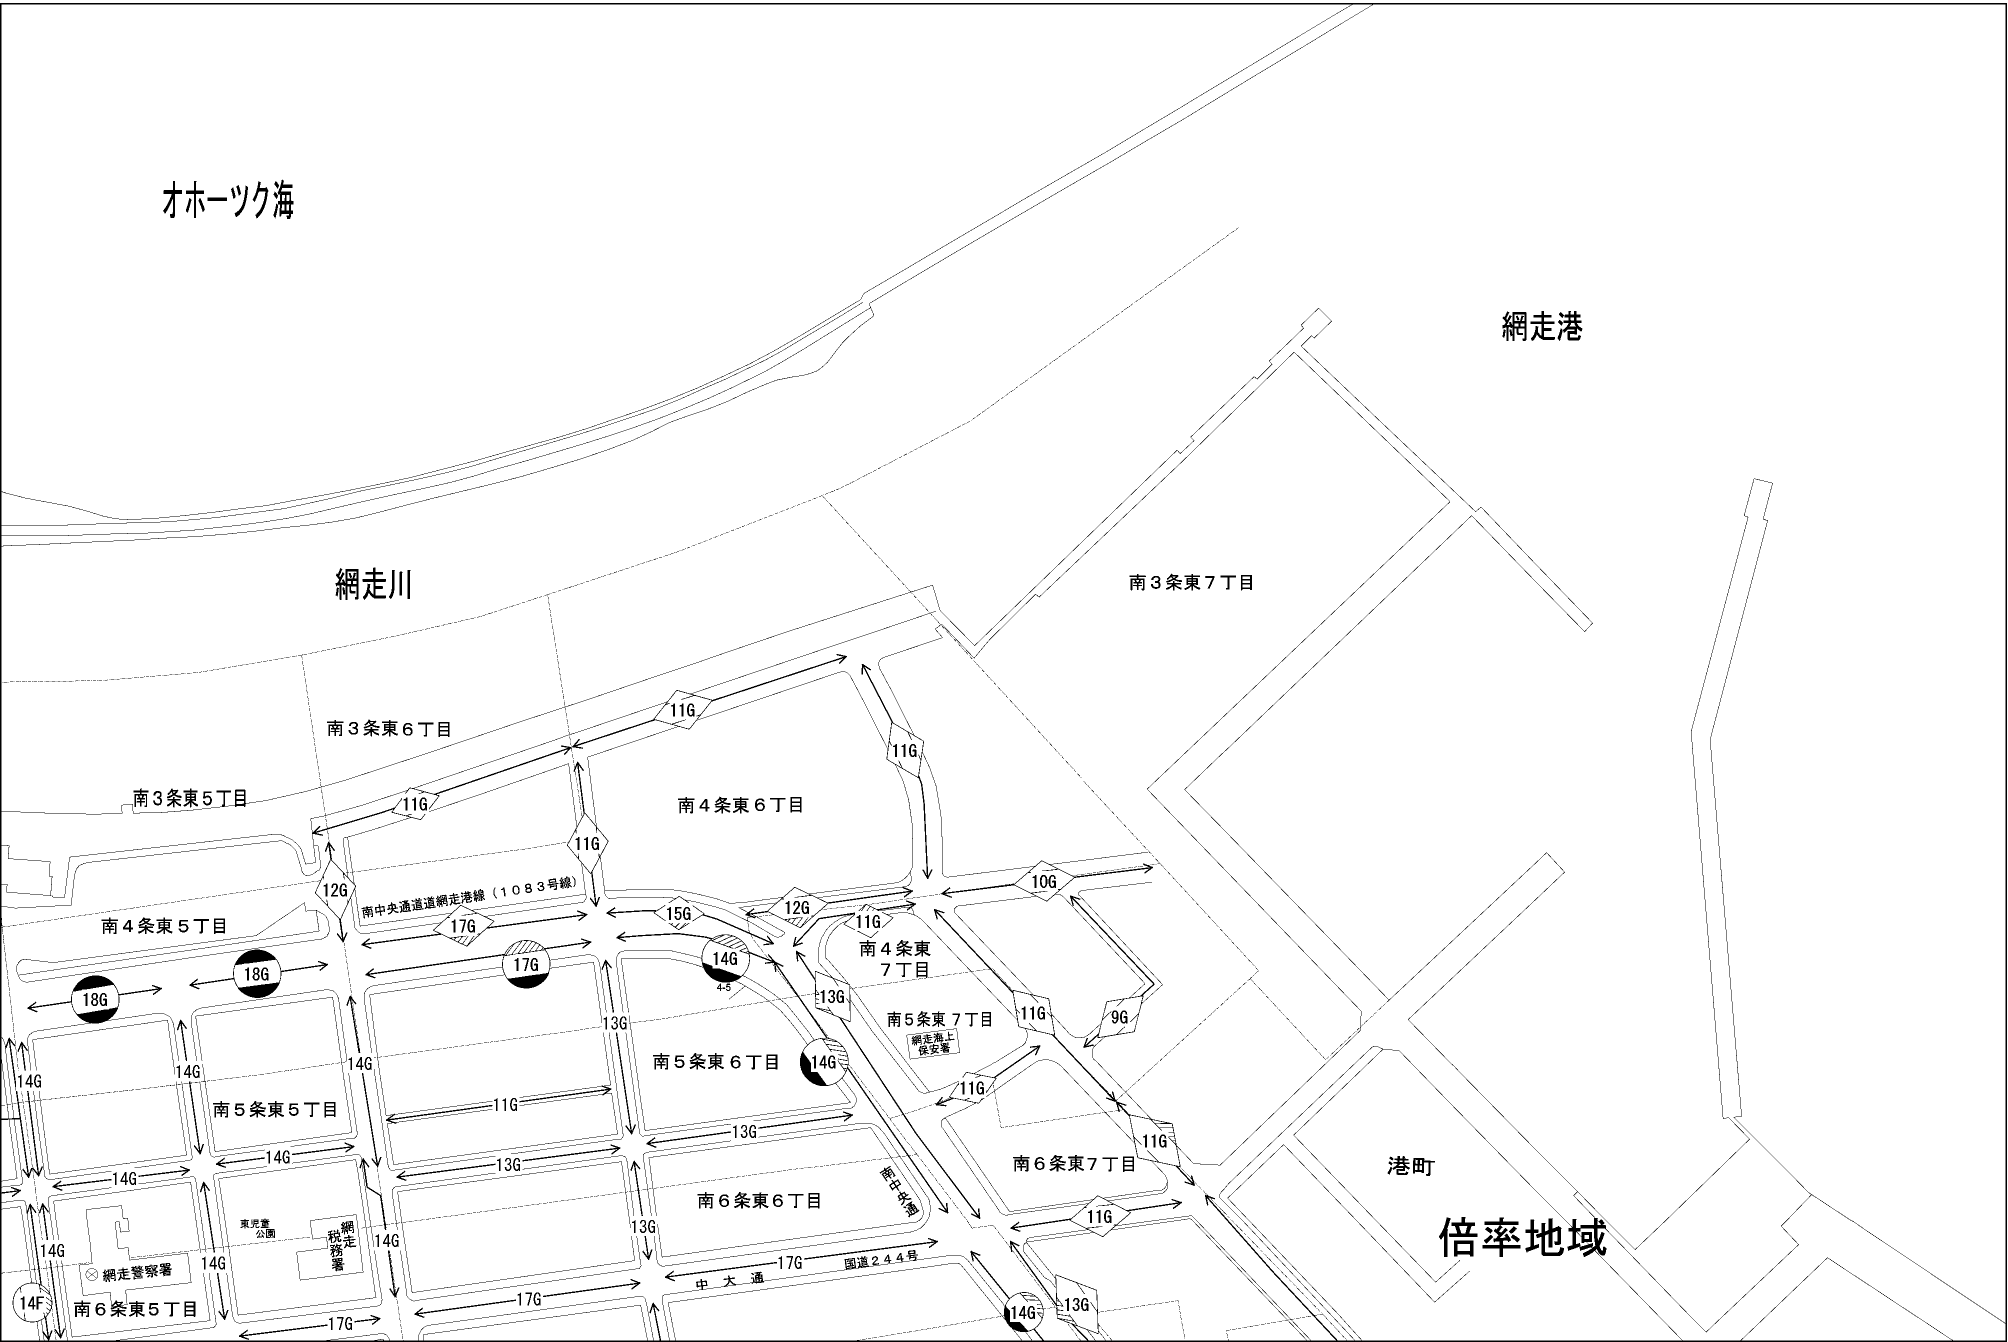 オホーツク海
網走港
南３条東７丁目
網走川
11G
南３条東６丁目
11G
南３条東５丁目
11G
南４条東６丁目
11G
10G
12G
南中央通道道網走港線（１０８３号線）
12G
15G
11G
17G
南４条東５丁目
南４条東
７丁目
14G
17G
18G
18G
4-5
13G
11G
9G
南５条東７丁目
13G
網走海上
保安署
14G
14G
南５条東６丁目
14G
14G
11G
南５条東５丁目
11G
13G
11G
14G
13G
14G
南６条東７丁目
港町
南中央通
南６条東６丁目
11G
東児童
公園
網走
税務署
13G
14G
倍率地域
14G
17G
国道２４４号
14G
網走警察署
中大通
14F
17G
13G
南６条東５丁目
14G
17G